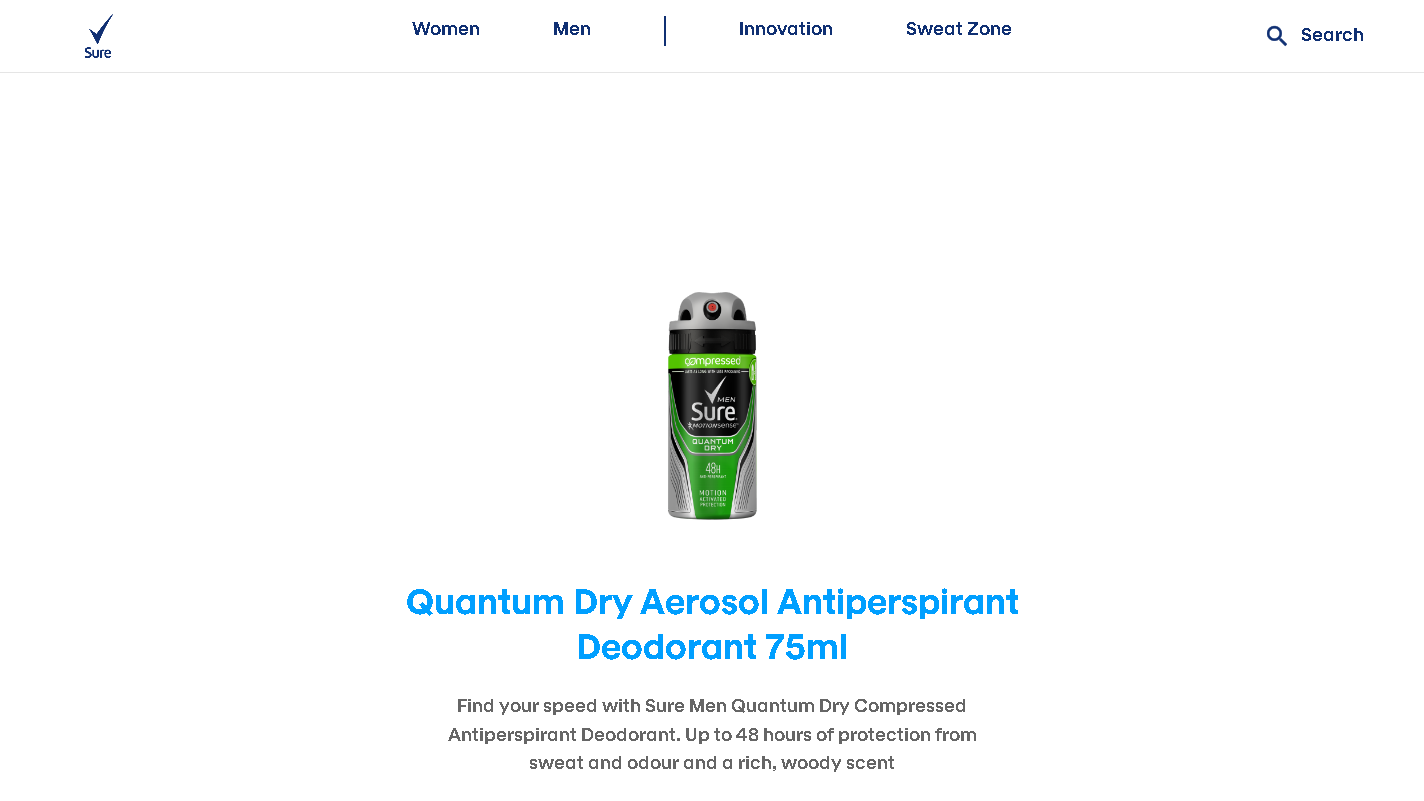 Sure
Women
Men
Innovation
Sweat Zone
Search
compressed
MEN
Sure
MOTIONsense
QUANTUM
DRY
48H
ANTI-PERSPIRANT
MOTION
ACTIVATED
PROTECTION
Quantum Dry Aerosol Antiperspirant
Deodorant 75ml
Find your speed with Sure Men Quantum Dry Compressed
Antiperspirant Deodorant. Up to 48 hours of protection from
sweat and odour and a rich, woody scent